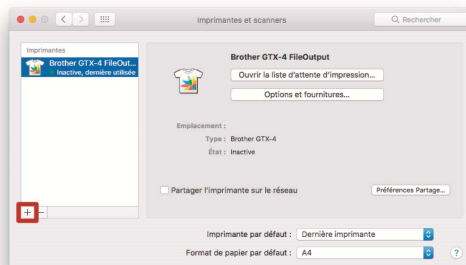 Imprimantes et scanners
Rechercher
Imprimantes
Brother GTX-4 FileOut...
Inactive, dernière utilisée
Brother GTX-4 FileOutput
Ouvrir la liste d'attente d'impression...
Options et fournitures...
Emplacement :
Type : Brother GTX-4
État : Inactive
Partager l'imprimante sur le réseau
Préférences Partage...
+ −
Imprimante par défaut : Dernière imprimante
Format de papier par défaut : A4
?